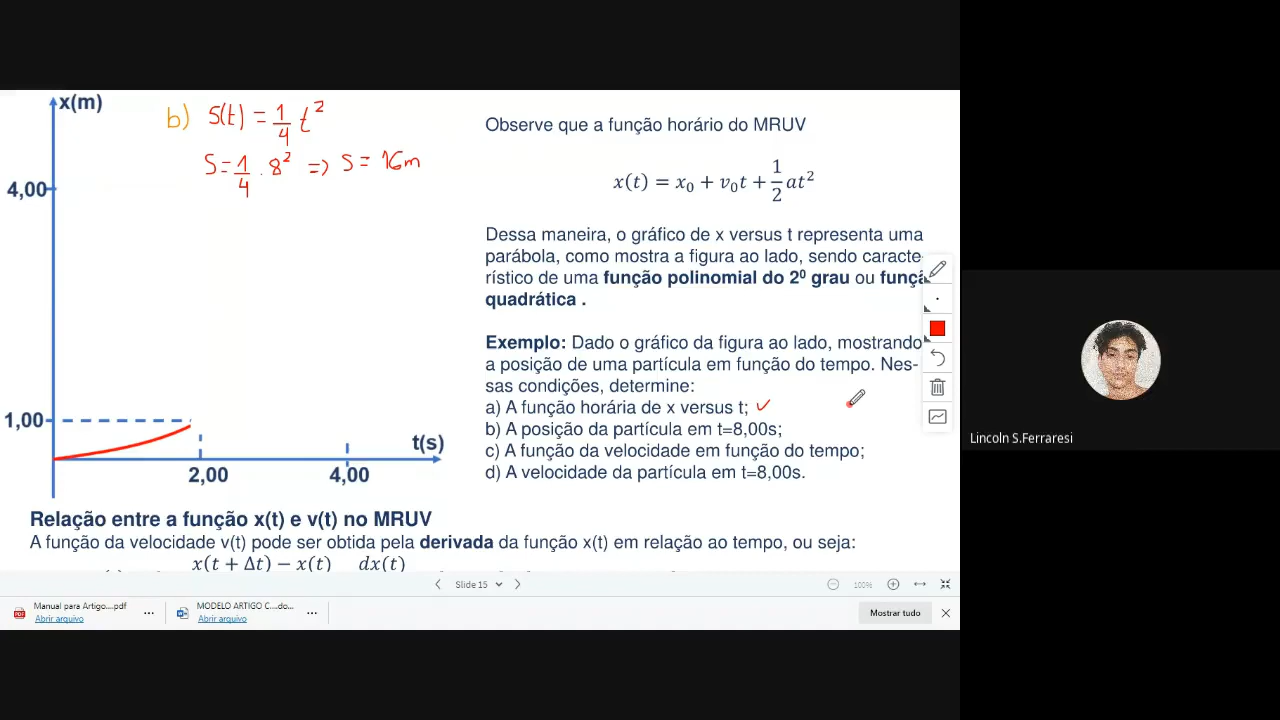 x(m)
b) S(t) = 1/4 t²
S = 1/4 . 8² => S = 16m
4,00
1,00
t(s)
2,00
4,00
Observe que a função horário do MRUV
x(t) = x₀ + v₀t + 1/2 at²
Dessa maneira, o gráfico de x versus t representa uma
parábola, como mostra a figura ao lado, sendo caracte-
rístico de uma função polinomial do 2⁰ grau ou funçã
quadrática .
Exemplo: Dado o gráfico da figura ao lado, mostrando
a posição de uma partícula em função do tempo. Nes-
sas condições, determine:
a) A função horária de x versus t; ✓
b) A posição da partícula em t=8,00s;
c) A função da velocidade em função do tempo;
d) A velocidade da partícula em t=8,00s.
Relação entre a função x(t) e v(t) no MRUV
A função da velocidade v(t) pode ser obtida pela derivada da função x(t) em relação ao tempo, ou seja:
x(t + Δt) − x(t) dx(t)
Slide 15
100%
Manual para Artigo....pdf
Abrir arquivo
MODELO ARTIGO C....do...
Abrir arquivo
Mostrar tudo
Lincoln S.Ferraresi